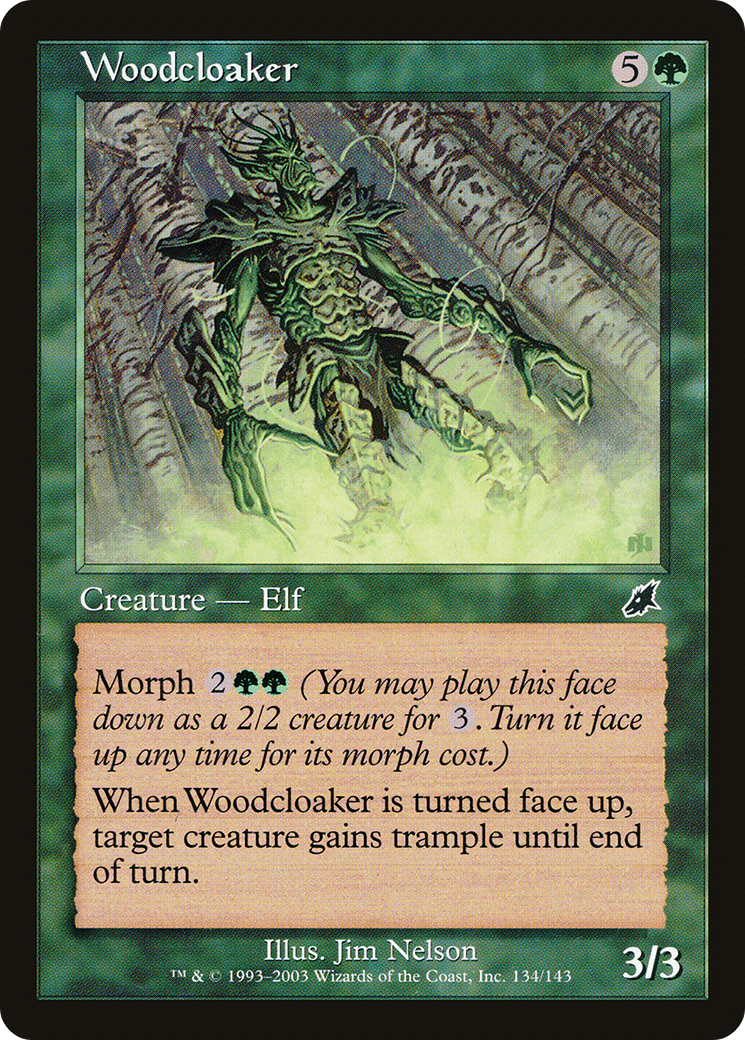 Woodcloaker 5
Creature — Elf
Morph 2 (You may play this face
down as a 2/2 creature for 3. Turn it face
up any time for its morph cost.)
When Woodcloaker is turned face up,
target creature gains trample until end
of turn.
Illus. Jim Nelson
™ & © 1993–2003 Wizards of the Coast, Inc. 134/143
3/3